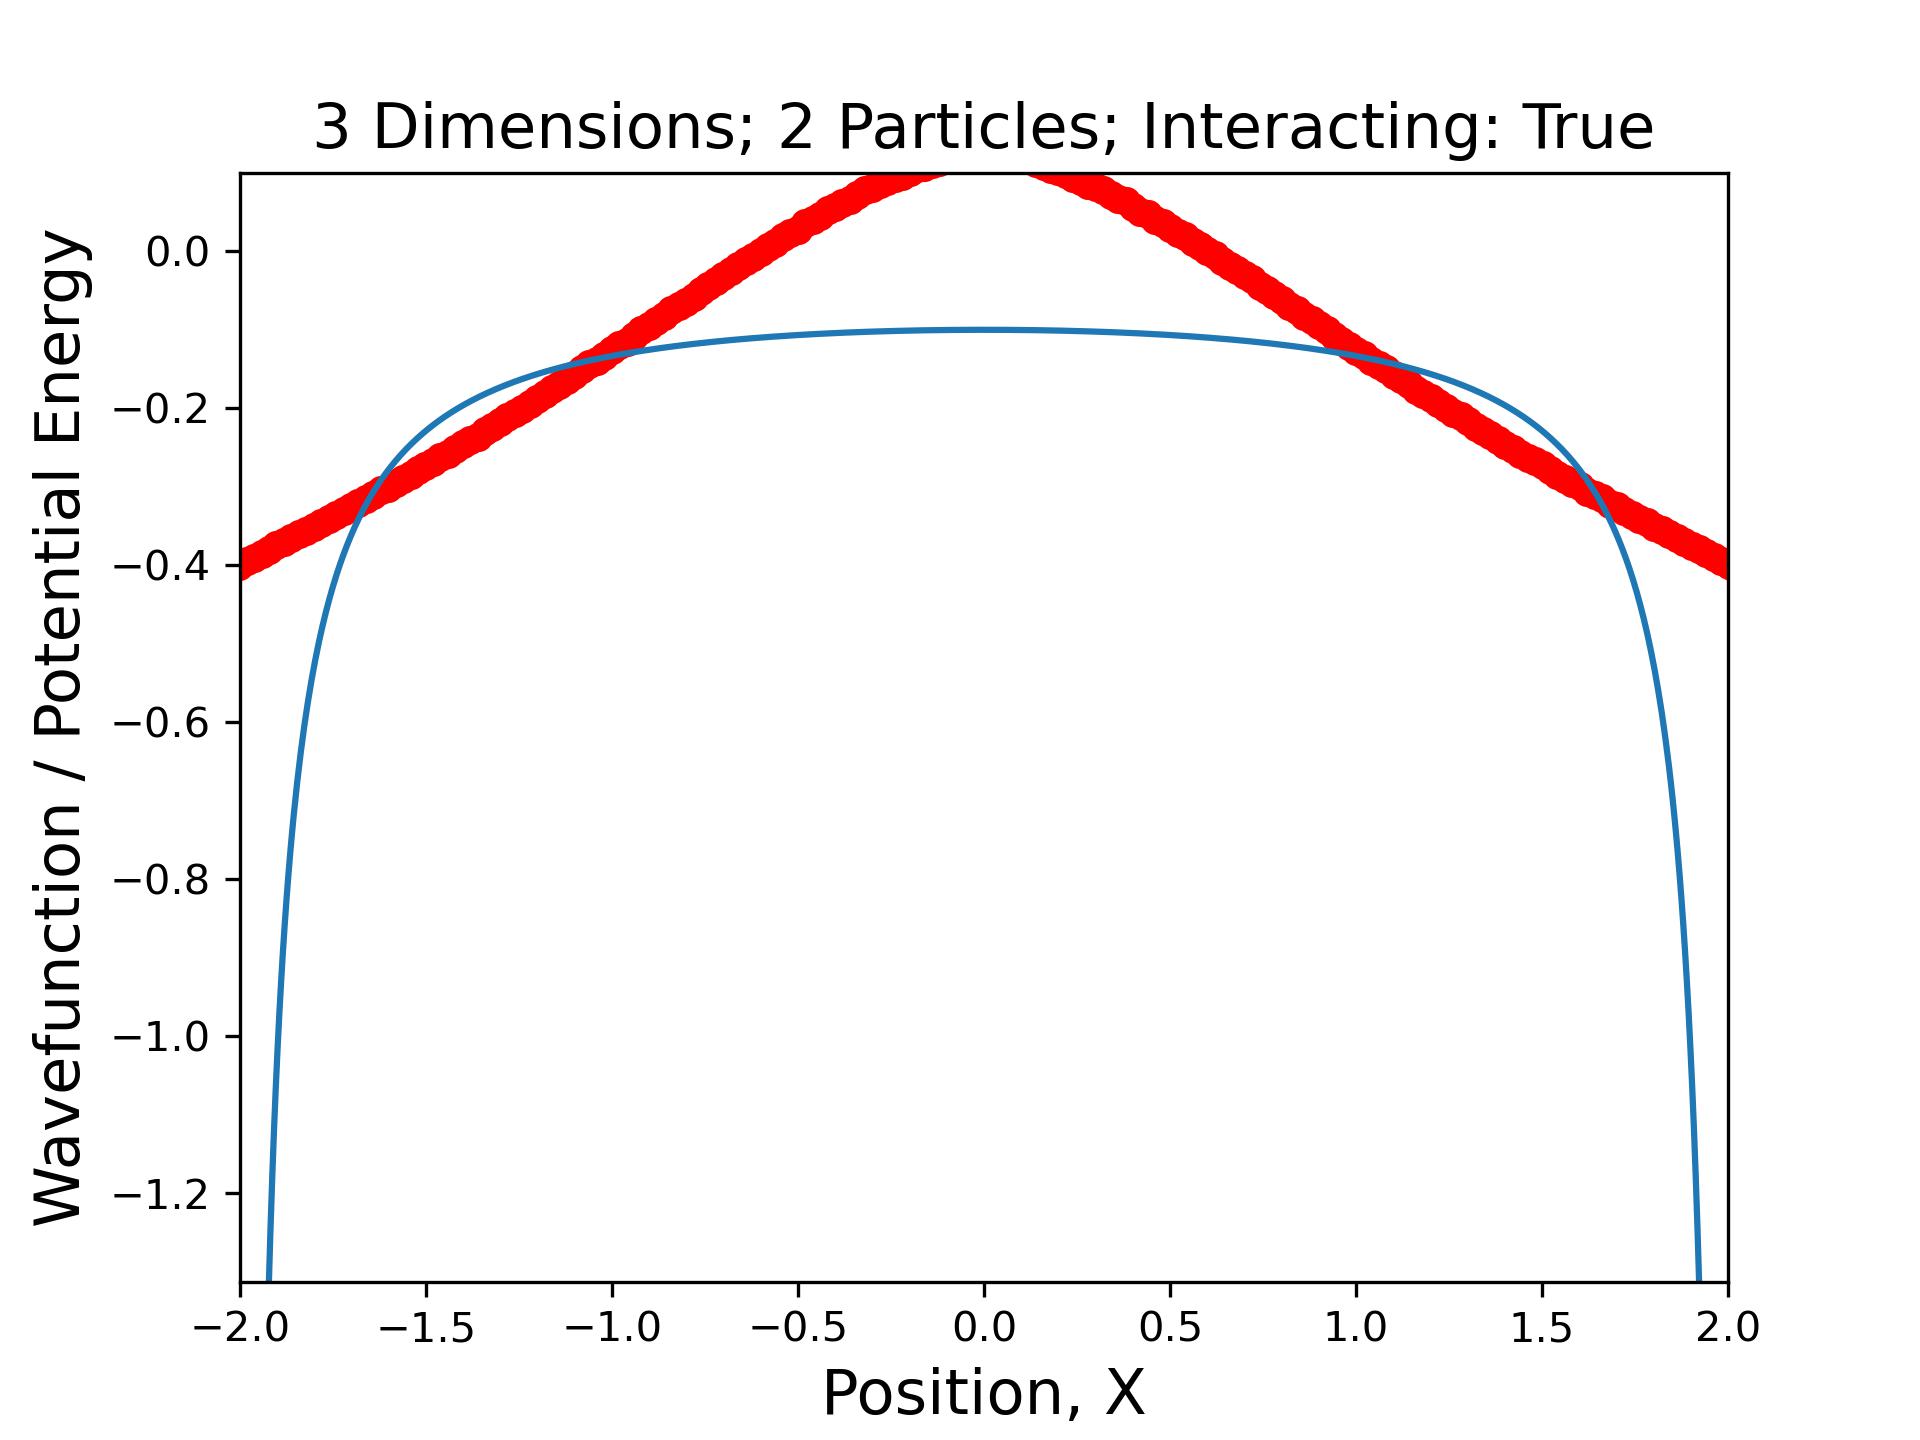 3 Dimensions; 2 Particles; Interacting: True
Wavefunction / Potential Energy
0.0
−0.2
−0.4
−0.6
−0.8
−1.0
−1.2
−2.0 −1.5 −1.0 −0.5 0.0 0.5 1.0 1.5 2.0
Position, X